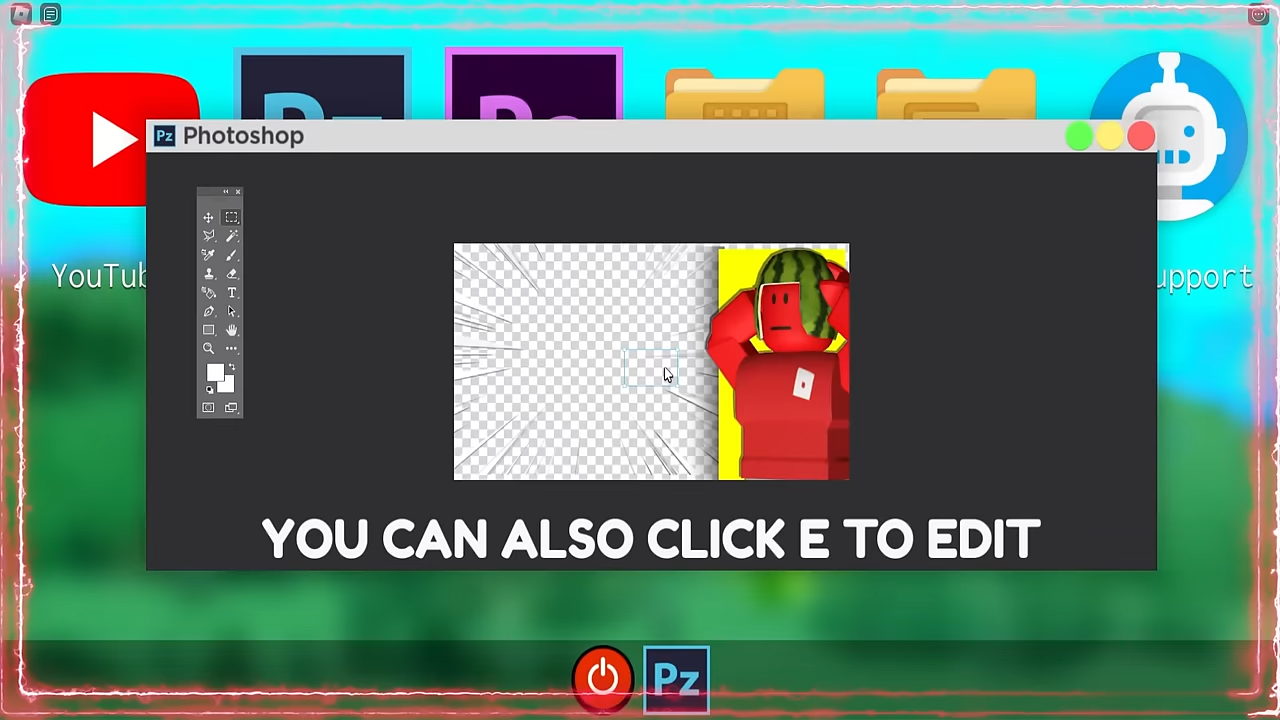 Pz Photoshop
YouTub
upport
T
YOU CAN ALSO CLICK E TO EDIT
Pz